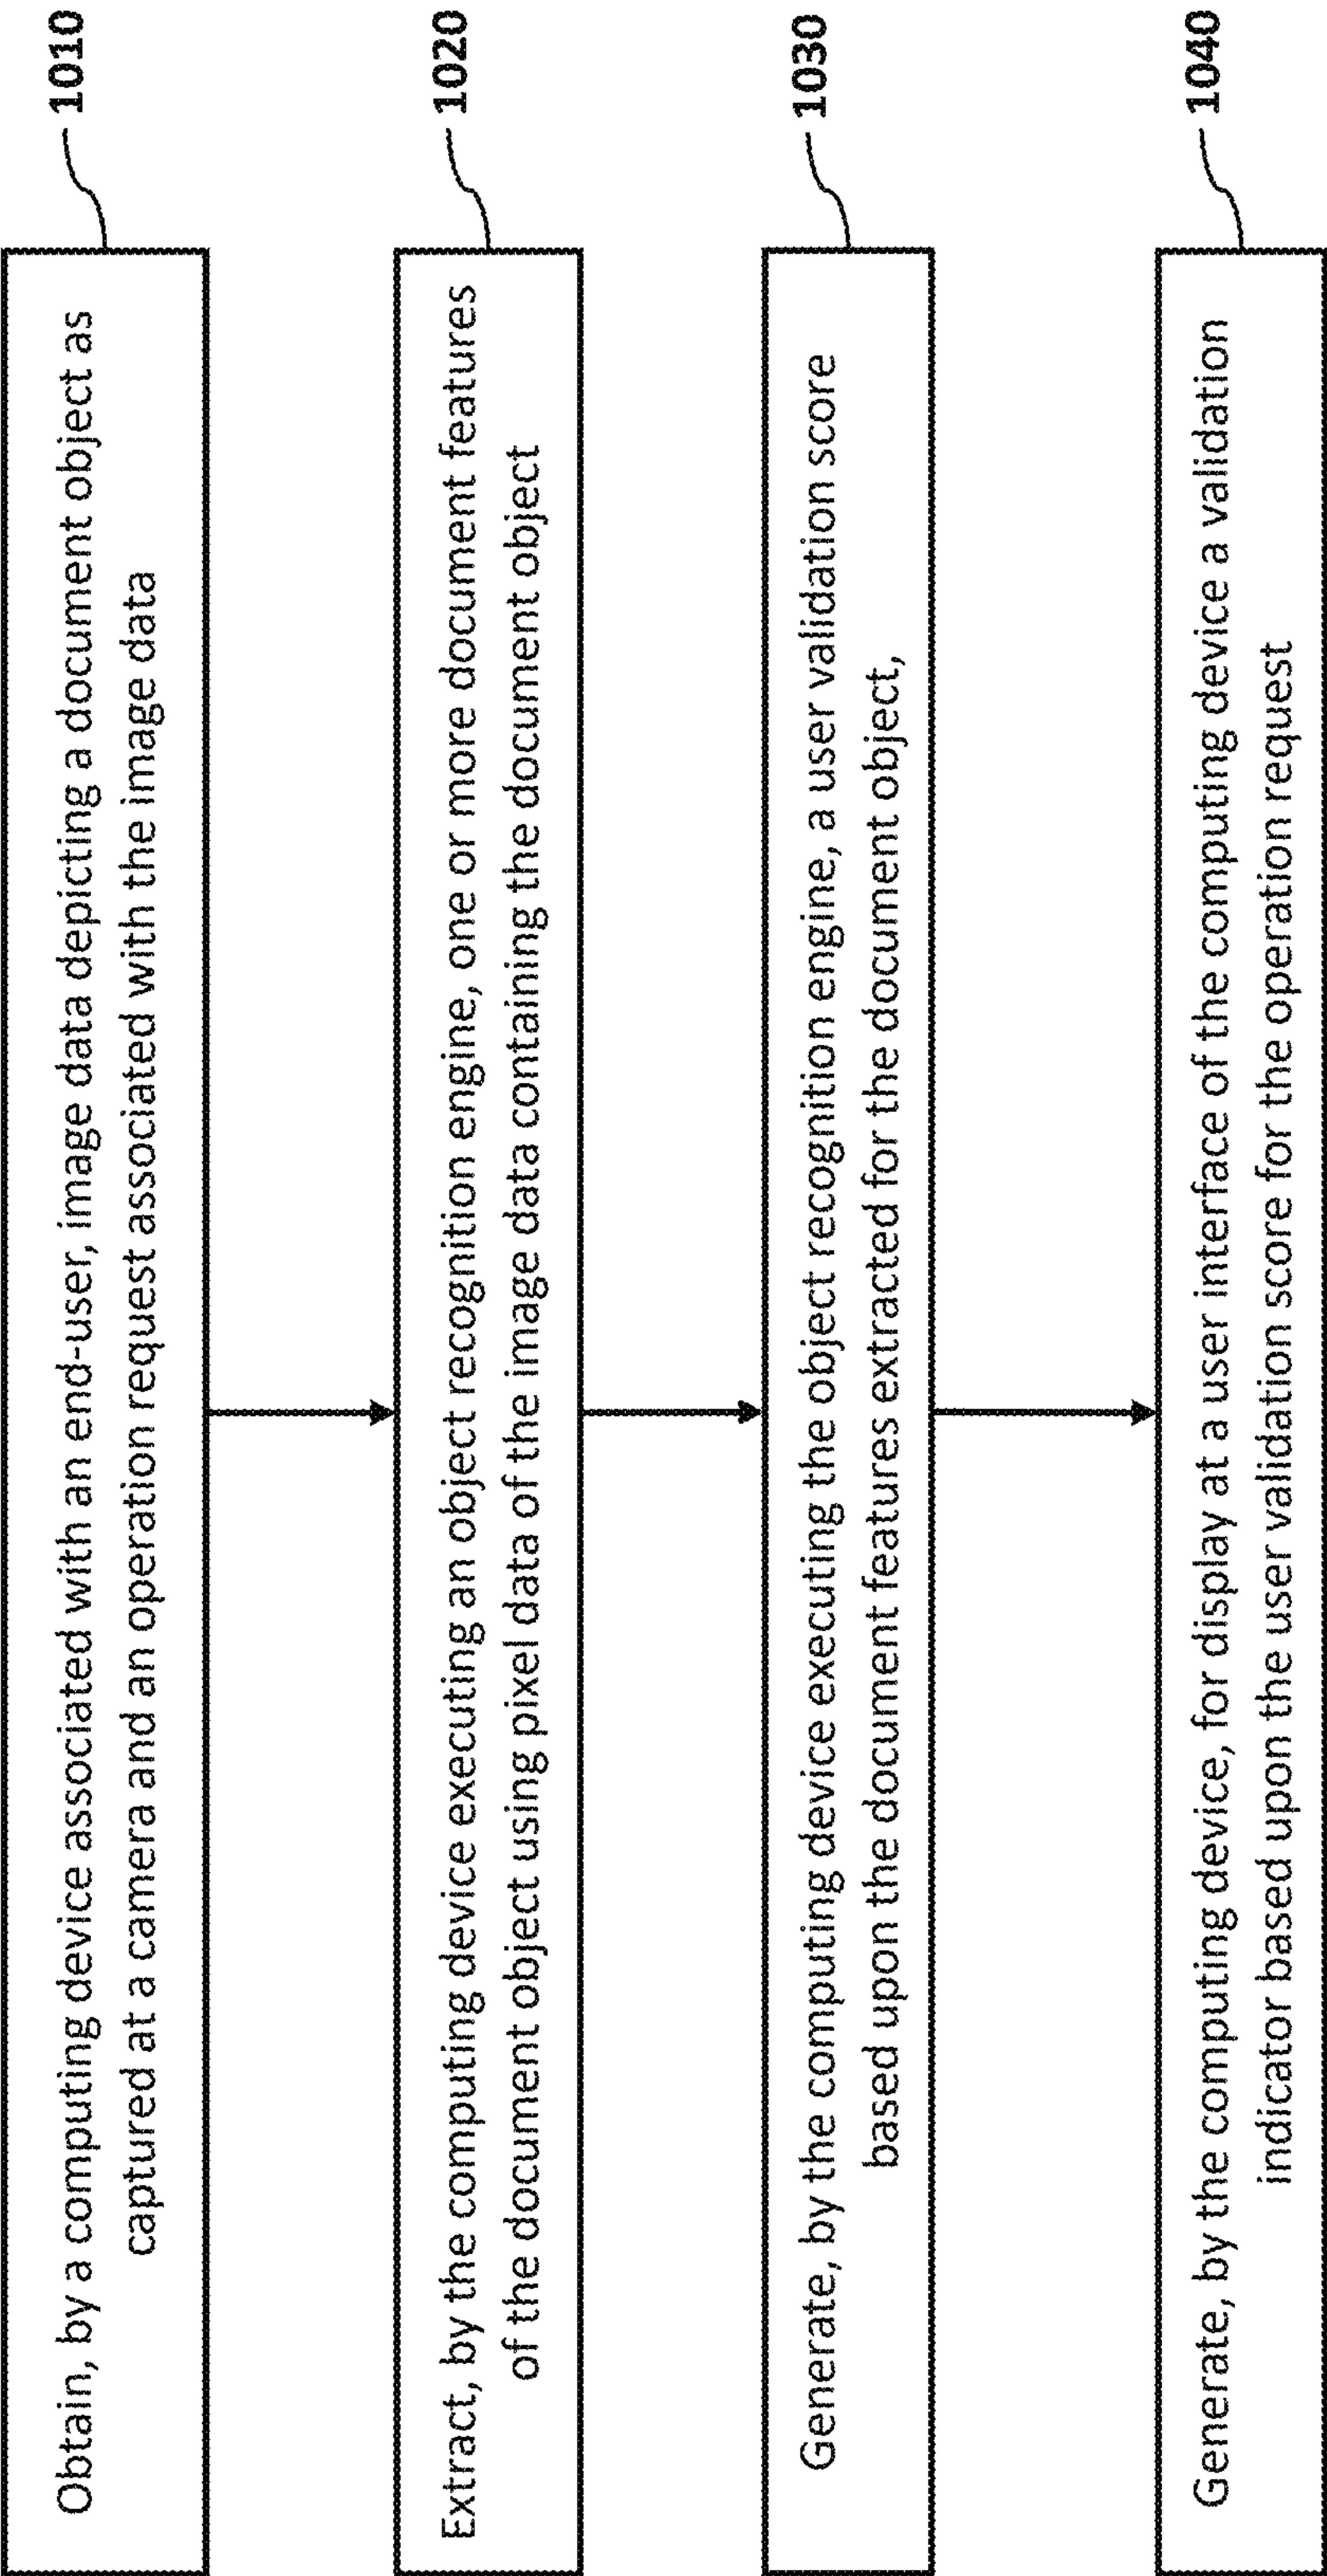 Obtain, by a computing device associated with an end-user, image data depicting a document object as
captured at a camera and an operation request associated with the image data
1010
Extract, by the computing device executing an object recognition engine, one or more document features
of the document object using pixel data of the image data containing the document object
1020
Generate, by the computing device executing the object recognition engine, a user validation score
based upon the document features extracted for the document object,
1030
Generate, by the computing device, for display at a user interface of the computing device a validation
indicator based upon the user validation score for the operation request
1040